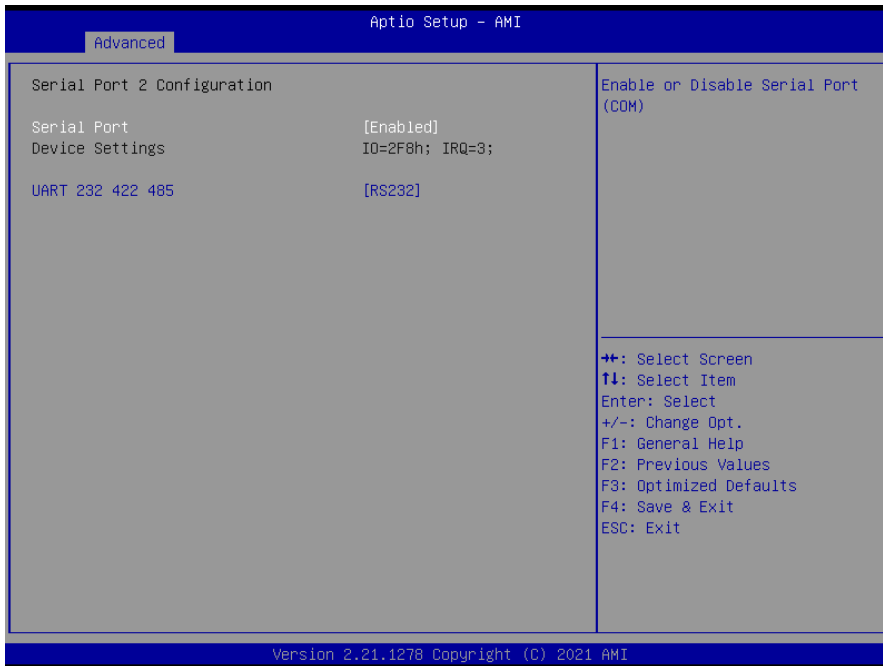 Aptio Setup – AMI
Advanced
Serial Port 2 Configuration
Serial Port [Enabled]
Device Settings IO=2F8h; IRQ=3;
UART 232 422 485 [RS232]
Enable or Disable Serial Port
(COM)
→←: Select Screen
↑↓: Select Item
Enter: Select
+/-: Change Opt.
F1: General Help
F2: Previous Values
F3: Optimized Defaults
F4: Save & Exit
ESC: Exit
Version 2.21.1278 Copyright (C) 2021 AMI